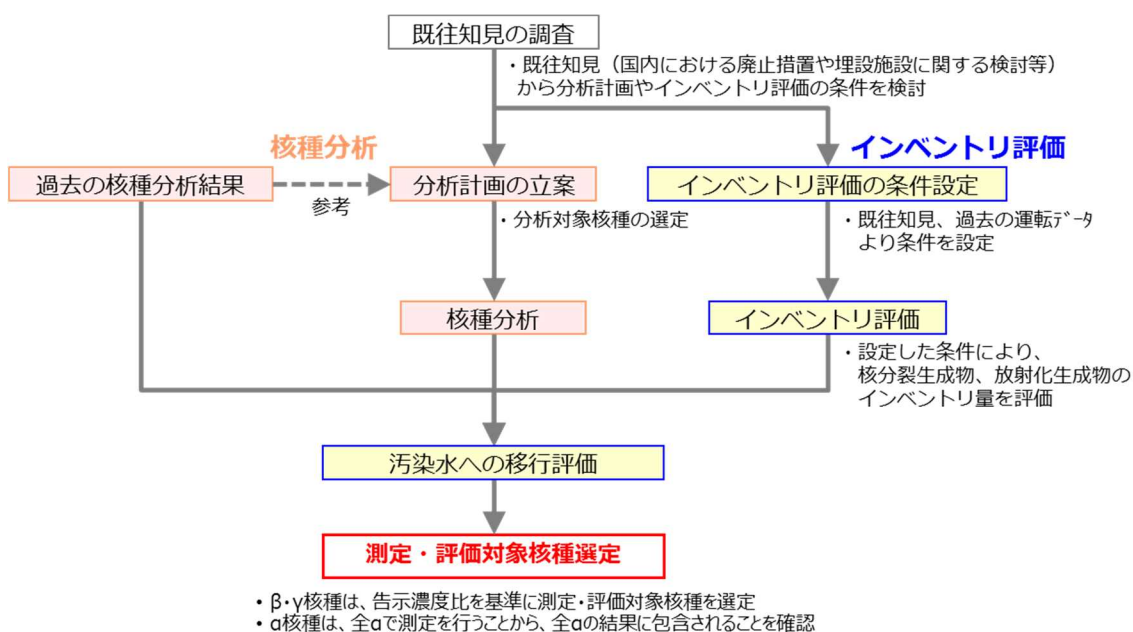 既往知見の調査
・既往知見（国内における廃止措置や埋設施設に関する検討等）
から分析計画やインベントリ評価の条件を検討
核種分析
インベントリ評価
過去の核種分析結果
参考
分析計画の立案
インベントリ評価の条件設定
・分析対象核種の選定
・既往知見、過去の運転ﾃﾞｰﾀ
より条件を設定
核種分析
インベントリ評価
・設定した条件により、
核分裂生成物、放射化生成物の
インベントリ量を評価
汚染水への移行評価
測定・評価対象核種選定
・β・γ核種は、告示濃度比を基準に測定・評価対象核種を選定
・α核種は、全αで測定を行うことから、全αの結果に包含されることを確認